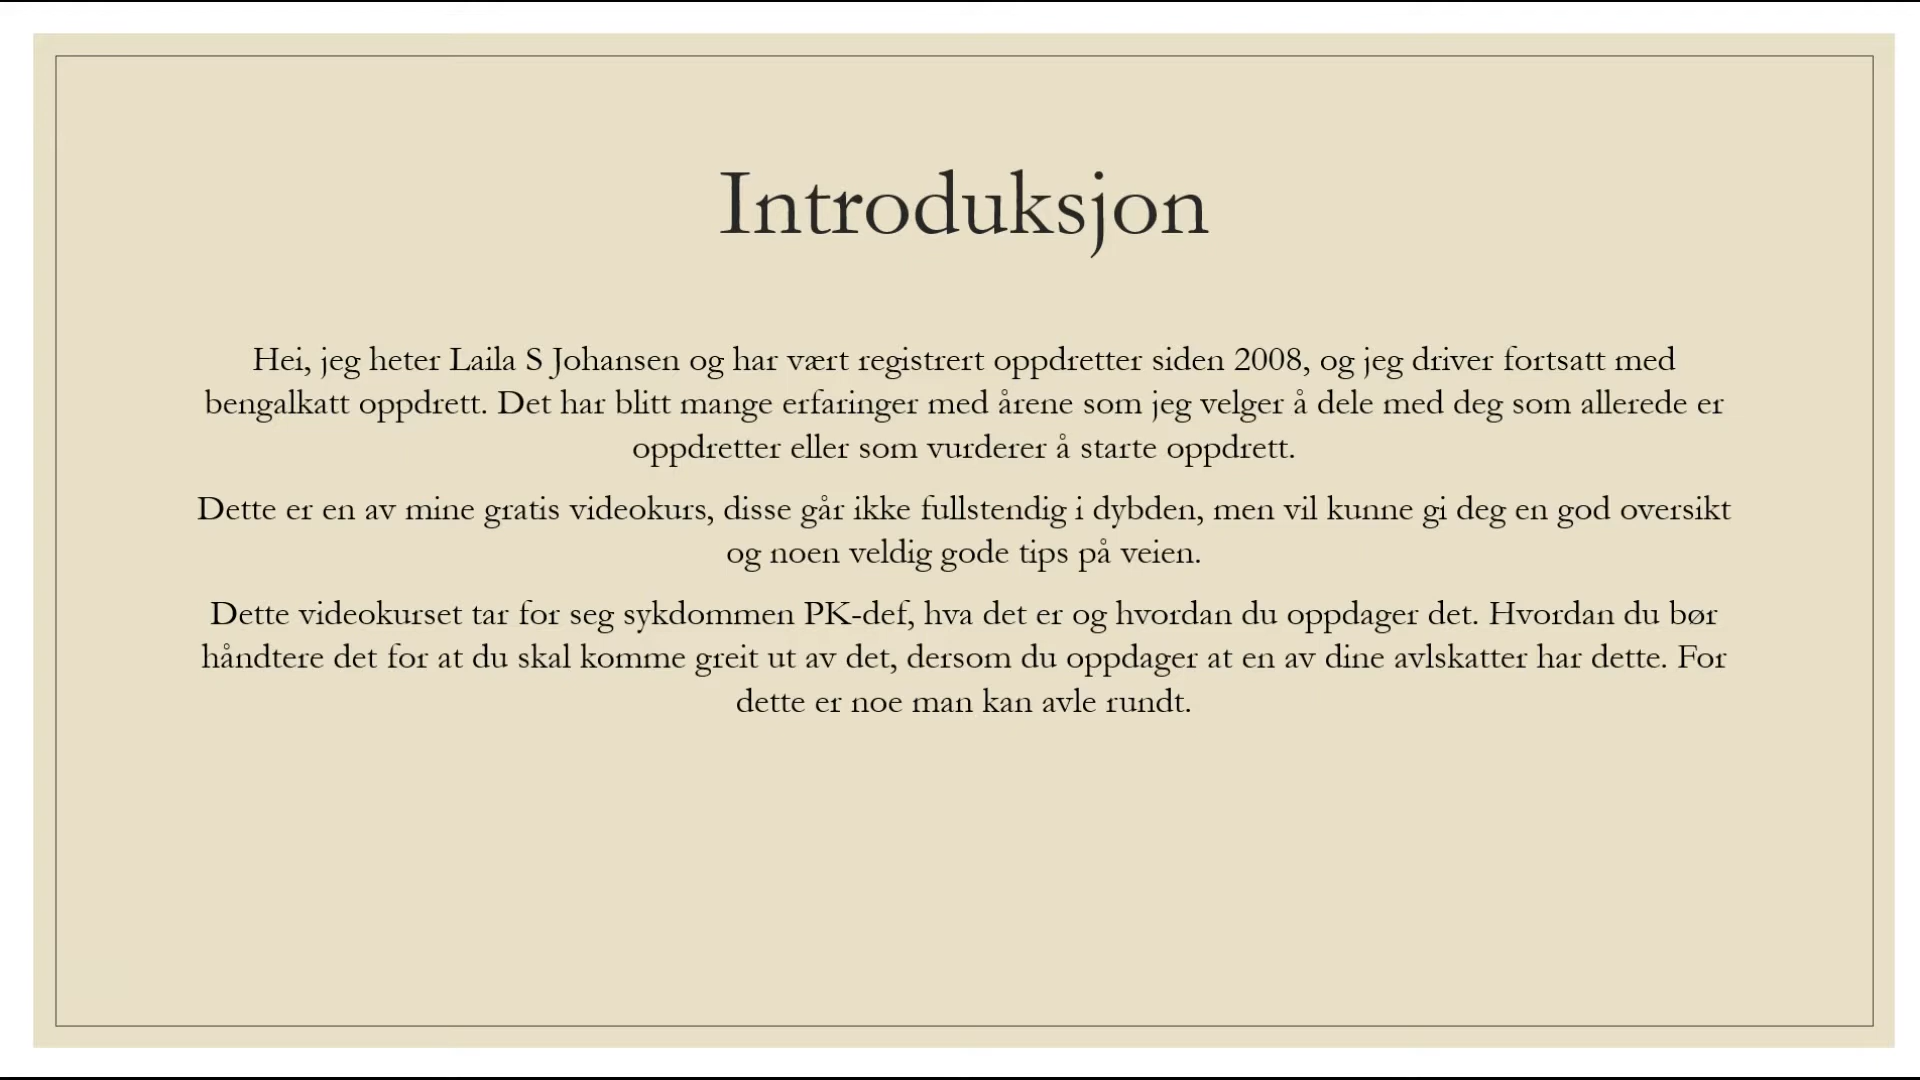 Introduksjon
Hei, jeg heter Laila S Johansen og har vært registrert oppdretter siden 2008, og jeg driver fortsatt med
bengalkatt oppdrett. Det har blitt mange erfaringer med årene som jeg velger å dele med deg som allerede er
oppdretter eller som vurderer å starte oppdrett.
Dette er en av mine gratis videokurs, disse går ikke fullstendig i dybden, men vil kunne gi deg en god oversikt
og noen veldig gode tips på veien.
Dette videokurset tar for seg sykdommen PK-def, hva det er og hvordan du oppdager det. Hvordan du bør
håndtere det for at du skal komme greit ut av det, dersom du oppdager at en av dine avlskatter har dette. For
dette er noe man kan avle rundt.